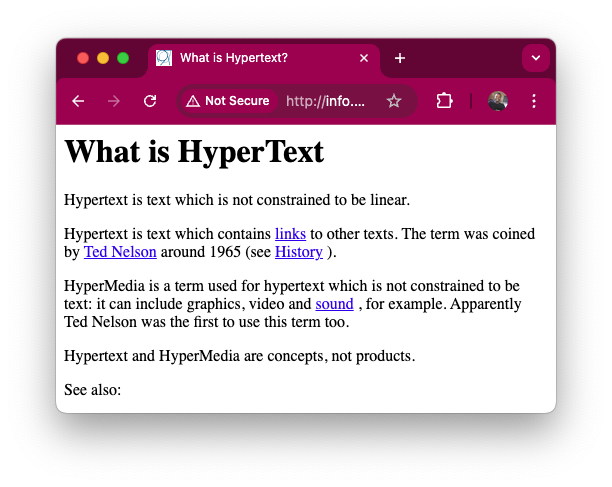 What is Hypertext?
Not Secure http://info....
What is HyperText
Hypertext is text which is not constrained to be linear.
Hypertext is text which contains links to other texts. The term was coined
by Ted Nelson around 1965 (see History ).
HyperMedia is a term used for hypertext which is not constrained to be
text: it can include graphics, video and sound , for example. Apparently
Ted Nelson was the first to use this term too.
Hypertext and HyperMedia are concepts, not products.
See also: